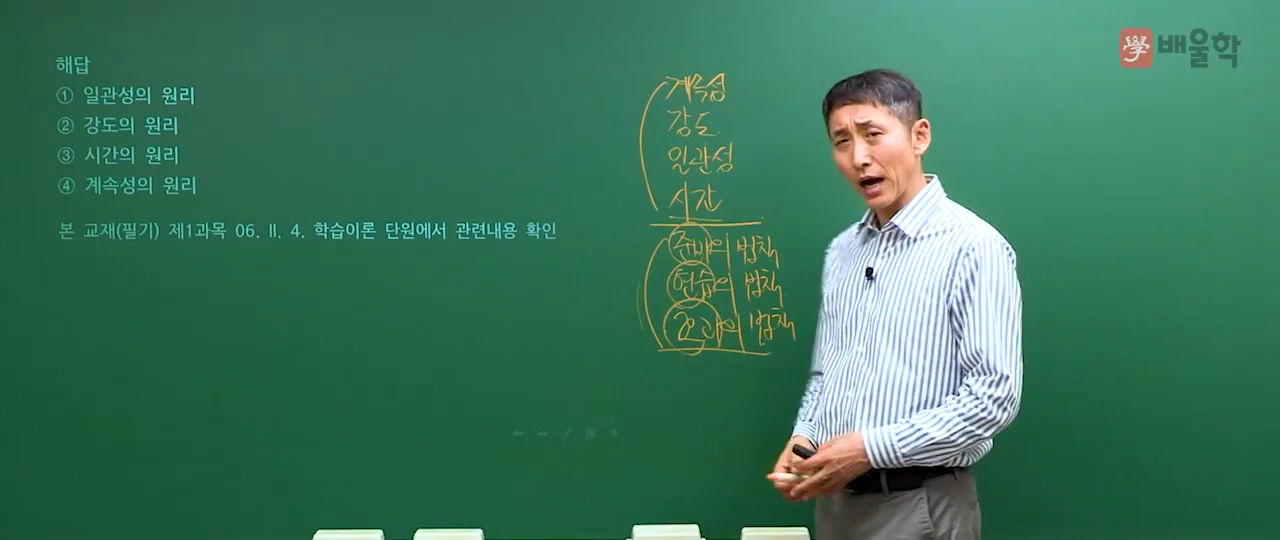 해답
① 일관성의 원리
② 강도의 원리
③ 시간의 원리
④ 계속성의 원리
본 교재(필기) 제1과목 06. Ⅱ. 4. 학습이론 단원에서 관련내용 확인
學 배울학
계속성
강도
일관성
시간
준비의 법칙
연습의 법칙
효과의 법칙